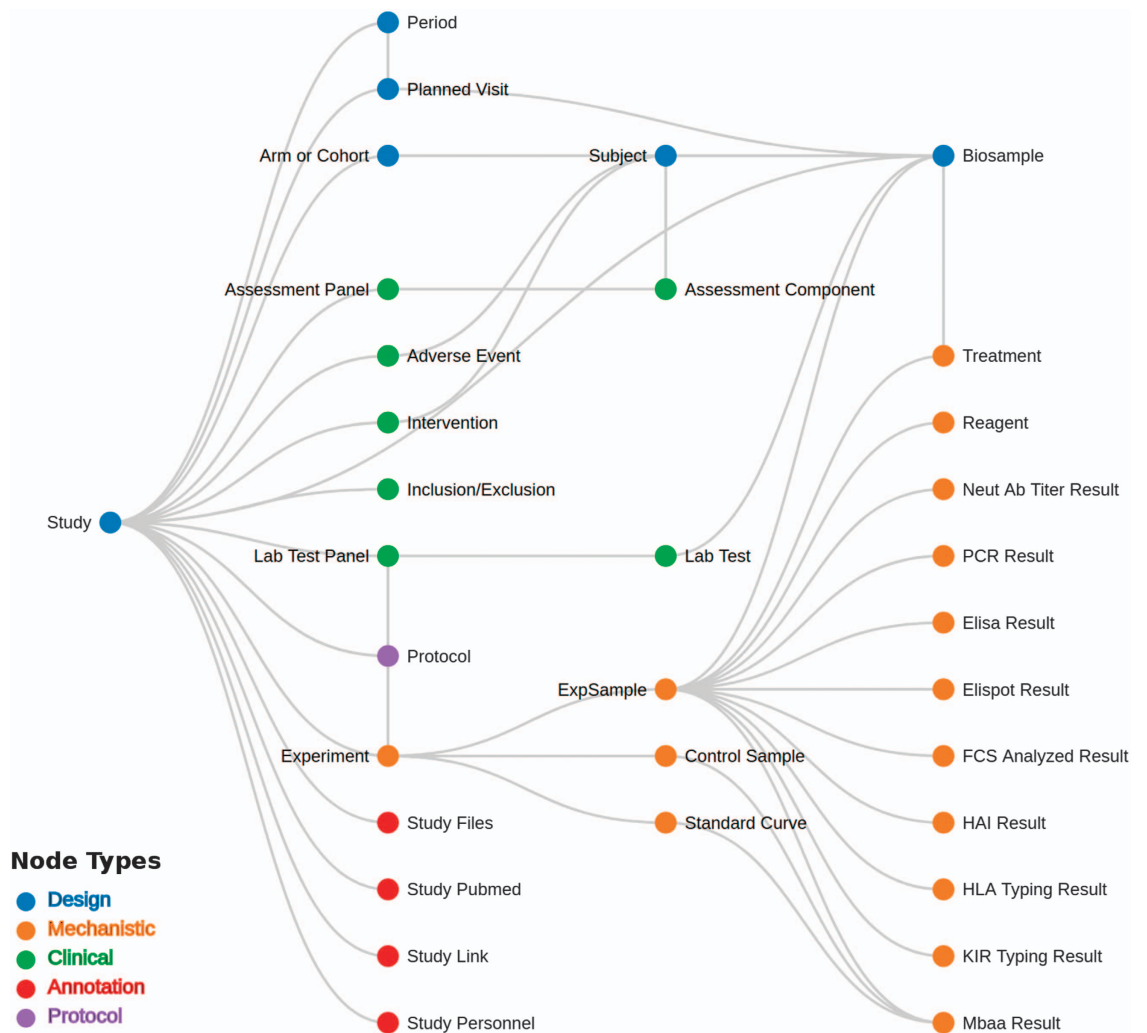 Period
Planned Visit
Arm or Cohort
Subject
Biosample
Assessment Panel
Assessment Component
Adverse Event
Treatment
Intervention
Reagent
Inclusion/Exclusion
Neut Ab Titer Result
Study
Lab Test Panel
Lab Test
PCR Result
Elisa Result
Protocol
ExpSample
Elispot Result
Experiment
Control Sample
FCS Analyzed Result
Study Files
Standard Curve
HAI Result
Node Types
Design
Mechanistic
Clinical
Annotation
Protocol
Study Pubmed
HLA Typing Result
Study Link
KIR Typing Result
Study Personnel
Mbaa Result